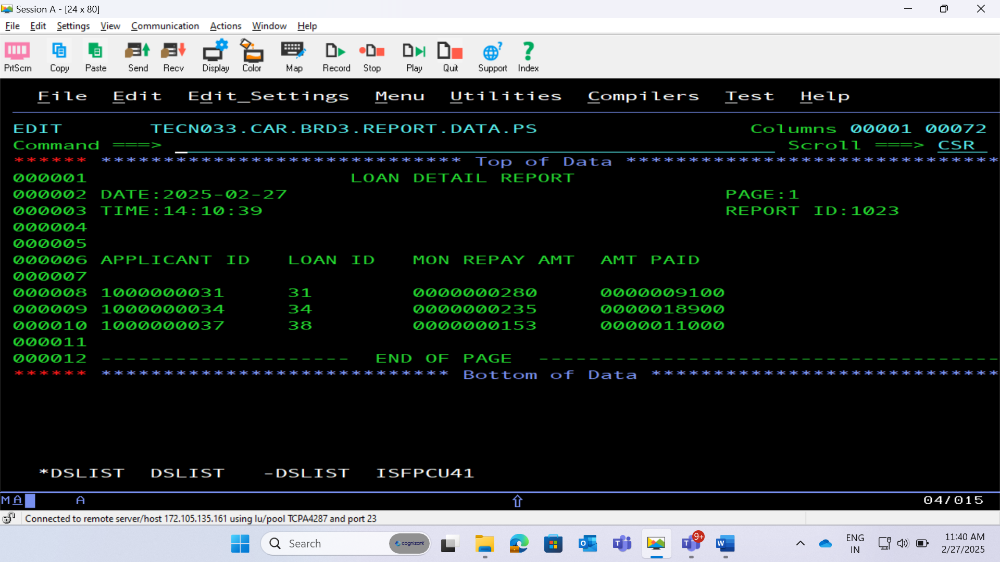 Session A - [24 x 80]
File Edit Settings View Communication Actions Window Help
PrtScrn Copy Paste Send Recv Display Color Map Record Stop Play Quit Support Index
File Edit Edit_Settings Menu Utilities Compilers Test Help
EDIT TECN033.CAR.BRD3.REPORT.DATA.PS Columns 00001 00072
Command ===> Scroll ===> CSR
****** ***************************** Top of Data ******************************
000001 LOAN DETAIL REPORT
000002 DATE:2025-02-27 PAGE:1
000003 TIME:14:10:39 REPORT ID:1023
000004
000005
000006 APPLICANT ID LOAN ID MON REPAY AMT AMT PAID
000007
000008 1000000031 31 0000000280 0000009100
000009 1000000034 34 0000000235 0000018900
000010 1000000037 38 0000000153 0000011000
000011
000012 -------------------- END OF PAGE -------------------------------------
****** **************************** Bottom of Data ****************************
*DSLIST DSLIST -DSLIST ISFPCU41
MA A 04/015
Connected to remote server/host 172.105.135.161 using lu/pool TCPA4287 and port 23
Search cognizant 9+ ENG 11:40 AM
IN 2/27/2025